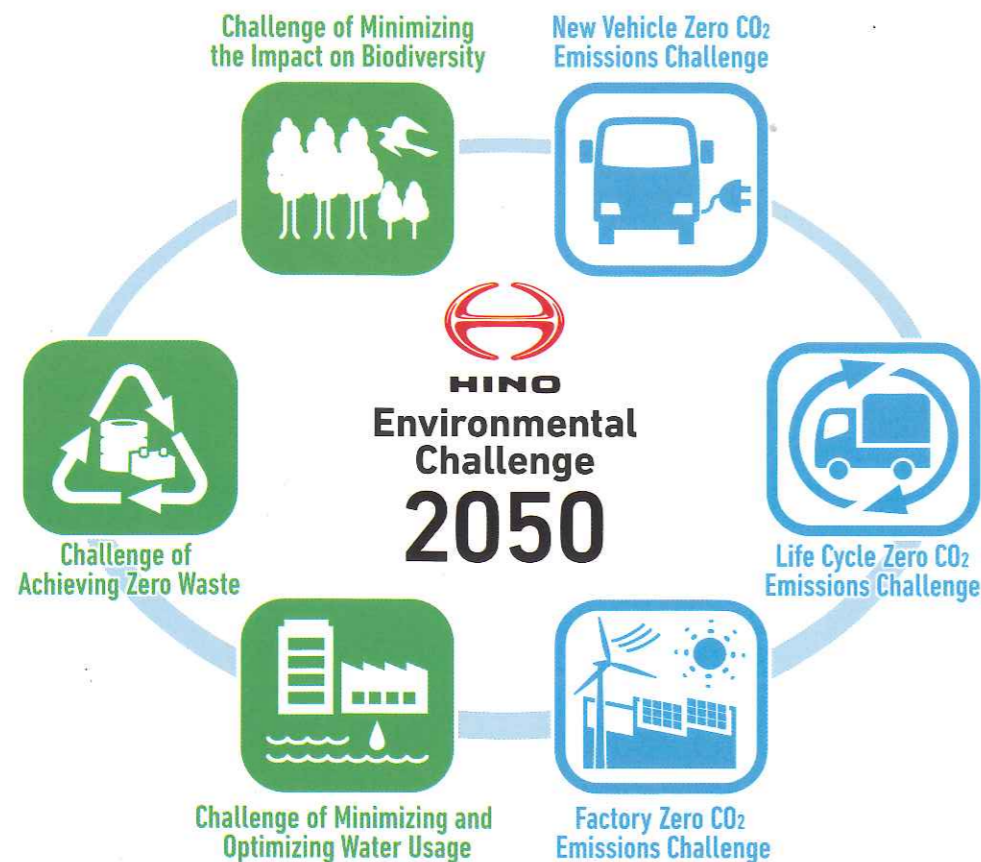 Challenge of Minimizing
the Impact on Biodiversity
New Vehicle Zero CO₂
Emissions Challenge
HINO
Environmental
Challenge
2050
Challenge of
Achieving Zero Waste
Life Cycle Zero CO₂
Emissions Challenge
Challenge of Minimizing and
Optimizing Water Usage
Factory Zero CO₂
Emissions Challenge